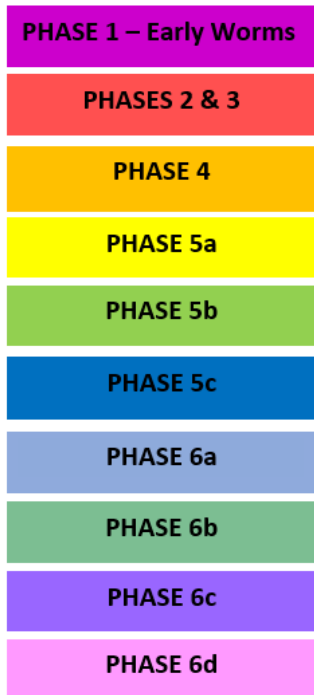 PHASE 1 – Early Worms
PHASES 2 & 3
PHASE 4
PHASE 5a
PHASE 5b
PHASE 5c
PHASE 6a
PHASE 6b
PHASE 6c
PHASE 6d